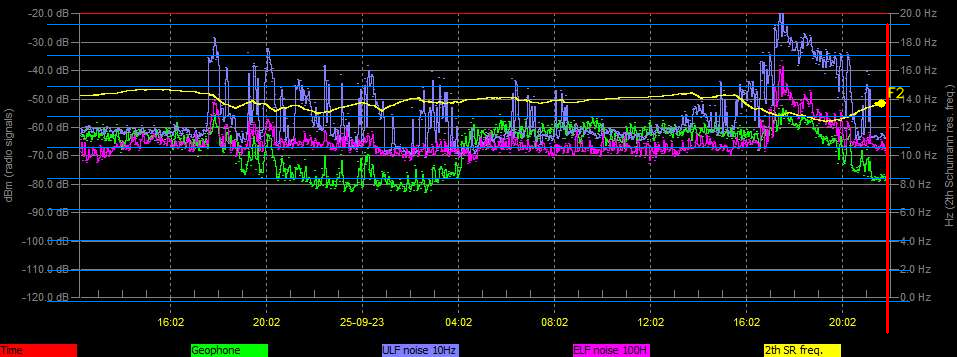 -20.0 dB 20.0 Hz
-30.0 dB 18.0 Hz
-40.0 dB 16.0 Hz
F2
-50.0 dB 14.0 Hz
-60.0 dB 12.0 Hz
-70.0 dB 10.0 Hz
-80.0 dB 8.0 Hz
-90.0 dB 6.0 Hz
-100.0 dB 4.0 Hz
-110.0 dB 2.0 Hz
-120.0 dB 0.0 Hz
dBm (radio signals)
Hz (2th Schumann res. freq.)
16:02 20:02 25-09-23 04:02 08:02 12:02 16:02 20:02
Time Geophone ULF noise 10Hz ELF noise 100H 2th SR freq.